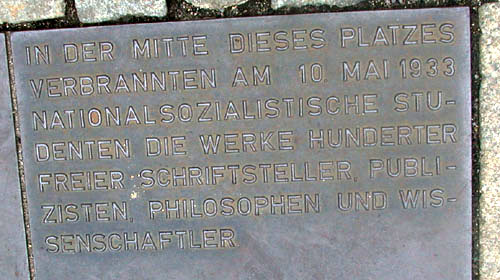 IN DER MITTE DIESES PLATZES
VERBRANNTEN AM 10. MAI 1933
NATIONALSOZIALISTISCHE STU-
DENTEN DIE WERKE HUNDERTER
FREIER SCHRIFTSTELLER, PUBLI-
ZISTEN, PHILOSOPHEN UND WIS-
SENSCHAFTLER.